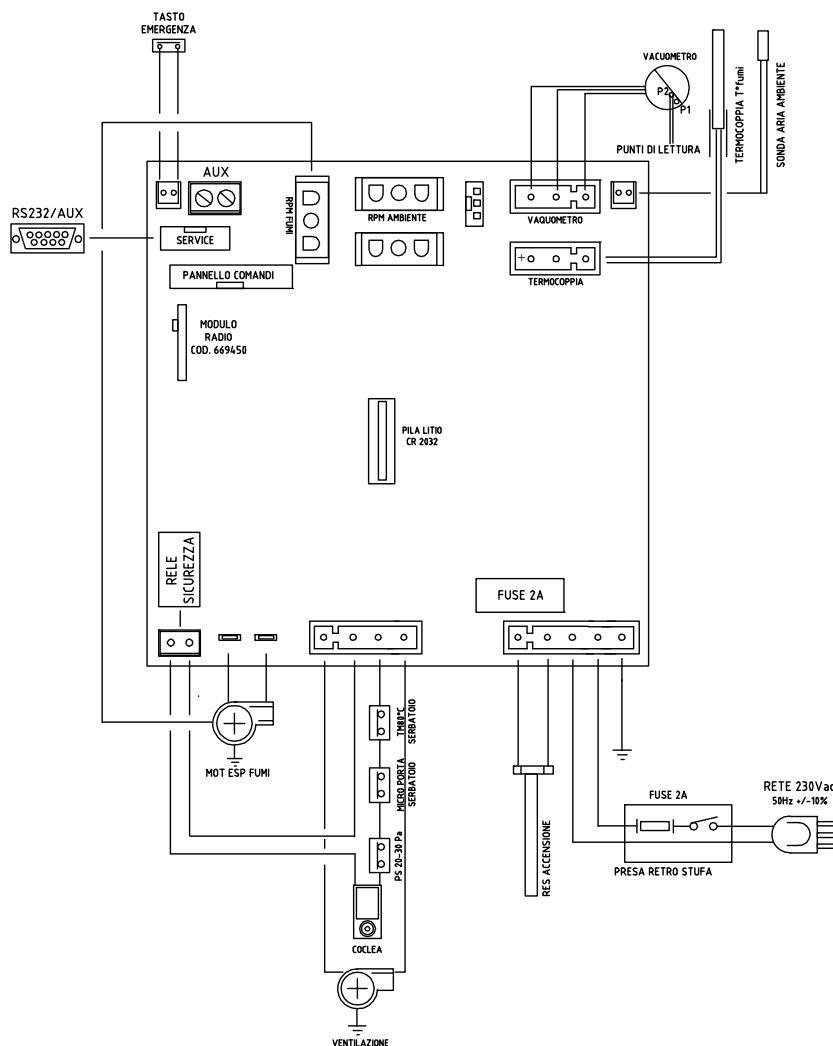 TASTO
EMERGENZA
VACUOMETRO
P2
P1
PUNTI DI LETTURA
TERMOCOPPIA T°fumi
SONDA ARIA AMBIENTE
AUX
RS232/AUX
SERVICE
RPM FUMI
RPM AMBIENTE
VAQUOMETRO
PANNELLO COMANDI
+
TERMOCOPPIA
MODULO
RADIO
COD. 669450
PILA LITIO
CR 2032
RELE
SICUREZZA
FUSE 2A
MOT ESP FUMI
TM80°C
SERBATOIO
MICRO PORTA
SERBATOIO
PS 20-30 Pa
COCLEA
VENTILAZIONE
RES ACCENSIONE
FUSE 2A
PRESA RETRO STUFA
RETE 230Vac
50Hz +/-10%